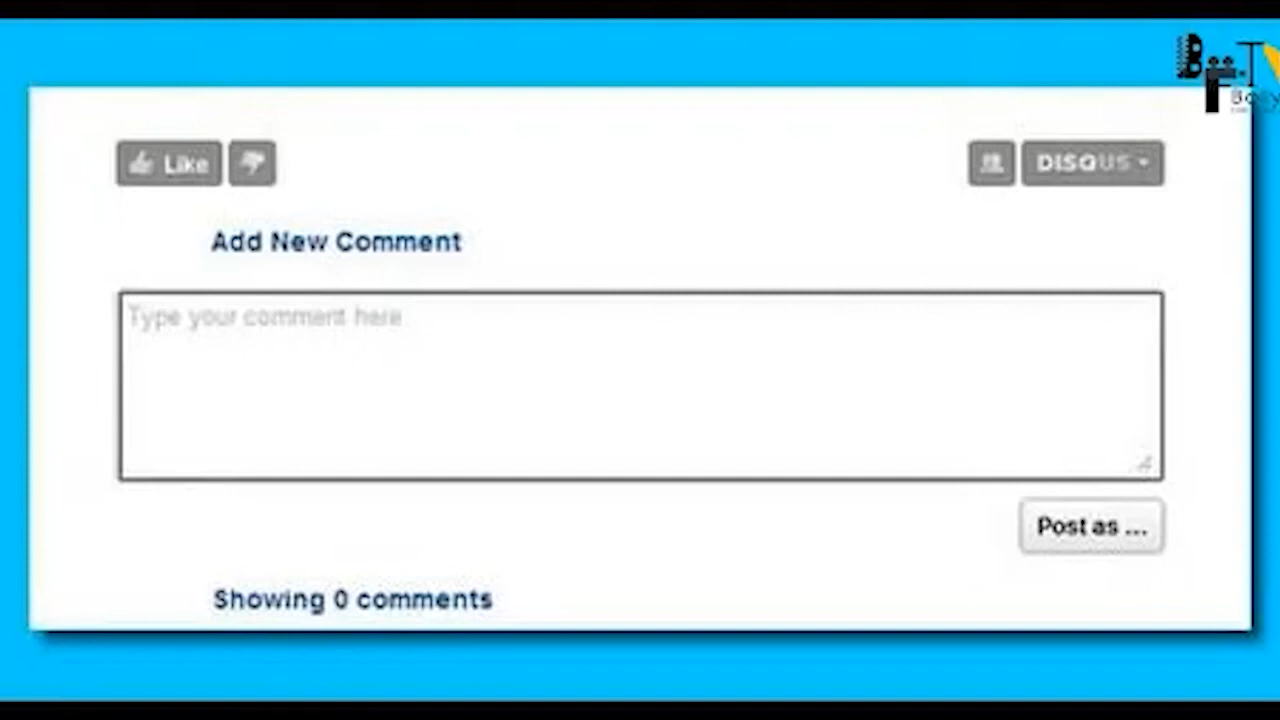 Like
DISQUS
Add New Comment
Type your comment here
Post as ...
Showing 0 comments